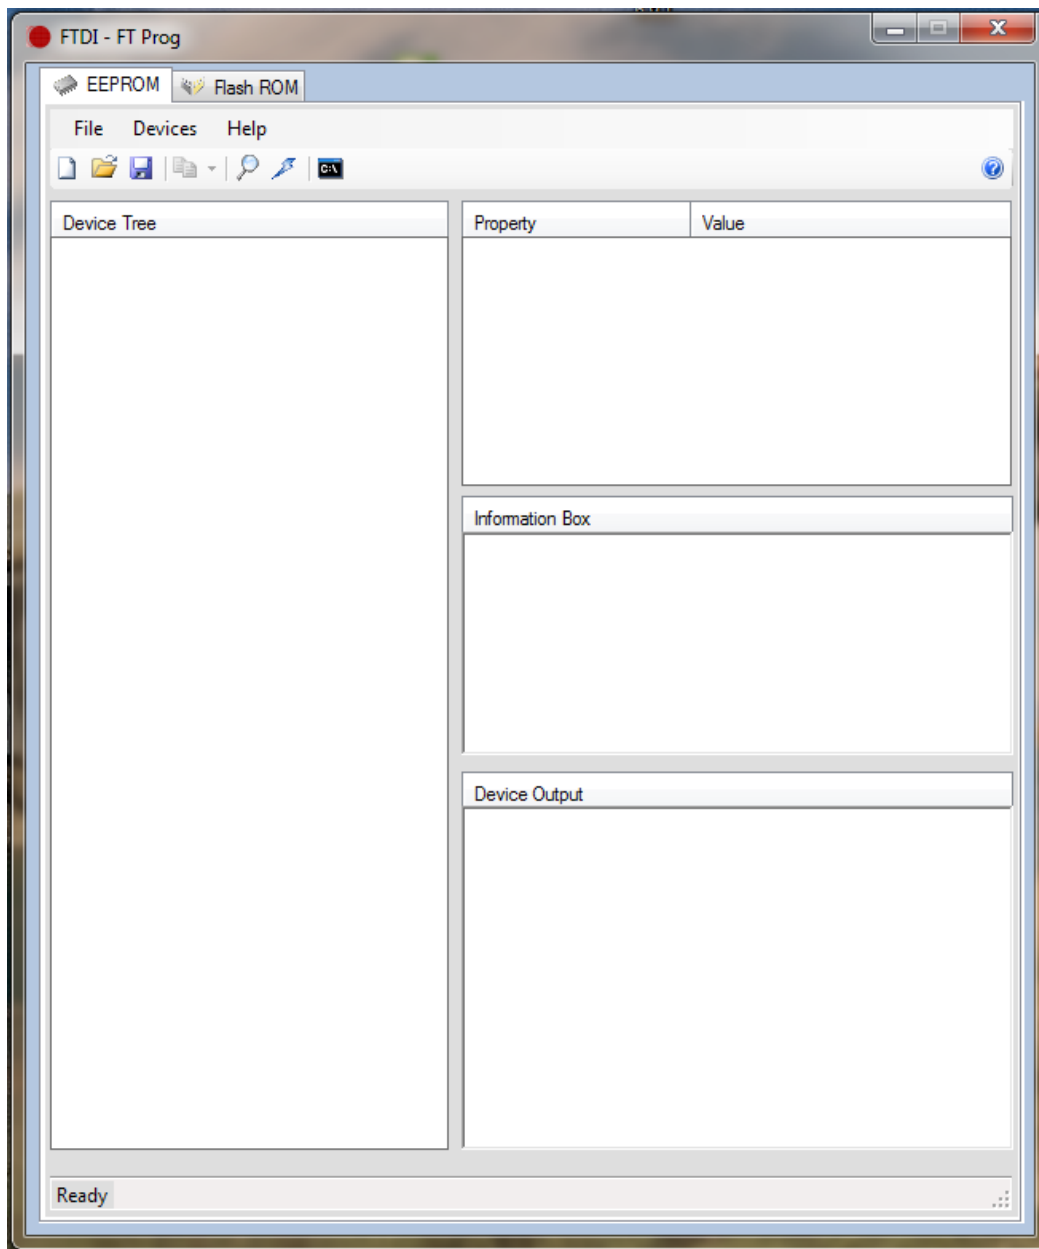 FTDI - FT Prog
EEPROM Flash ROM
File Devices Help
C:\
Device Tree
Property Value
Information Box
Device Output
Ready